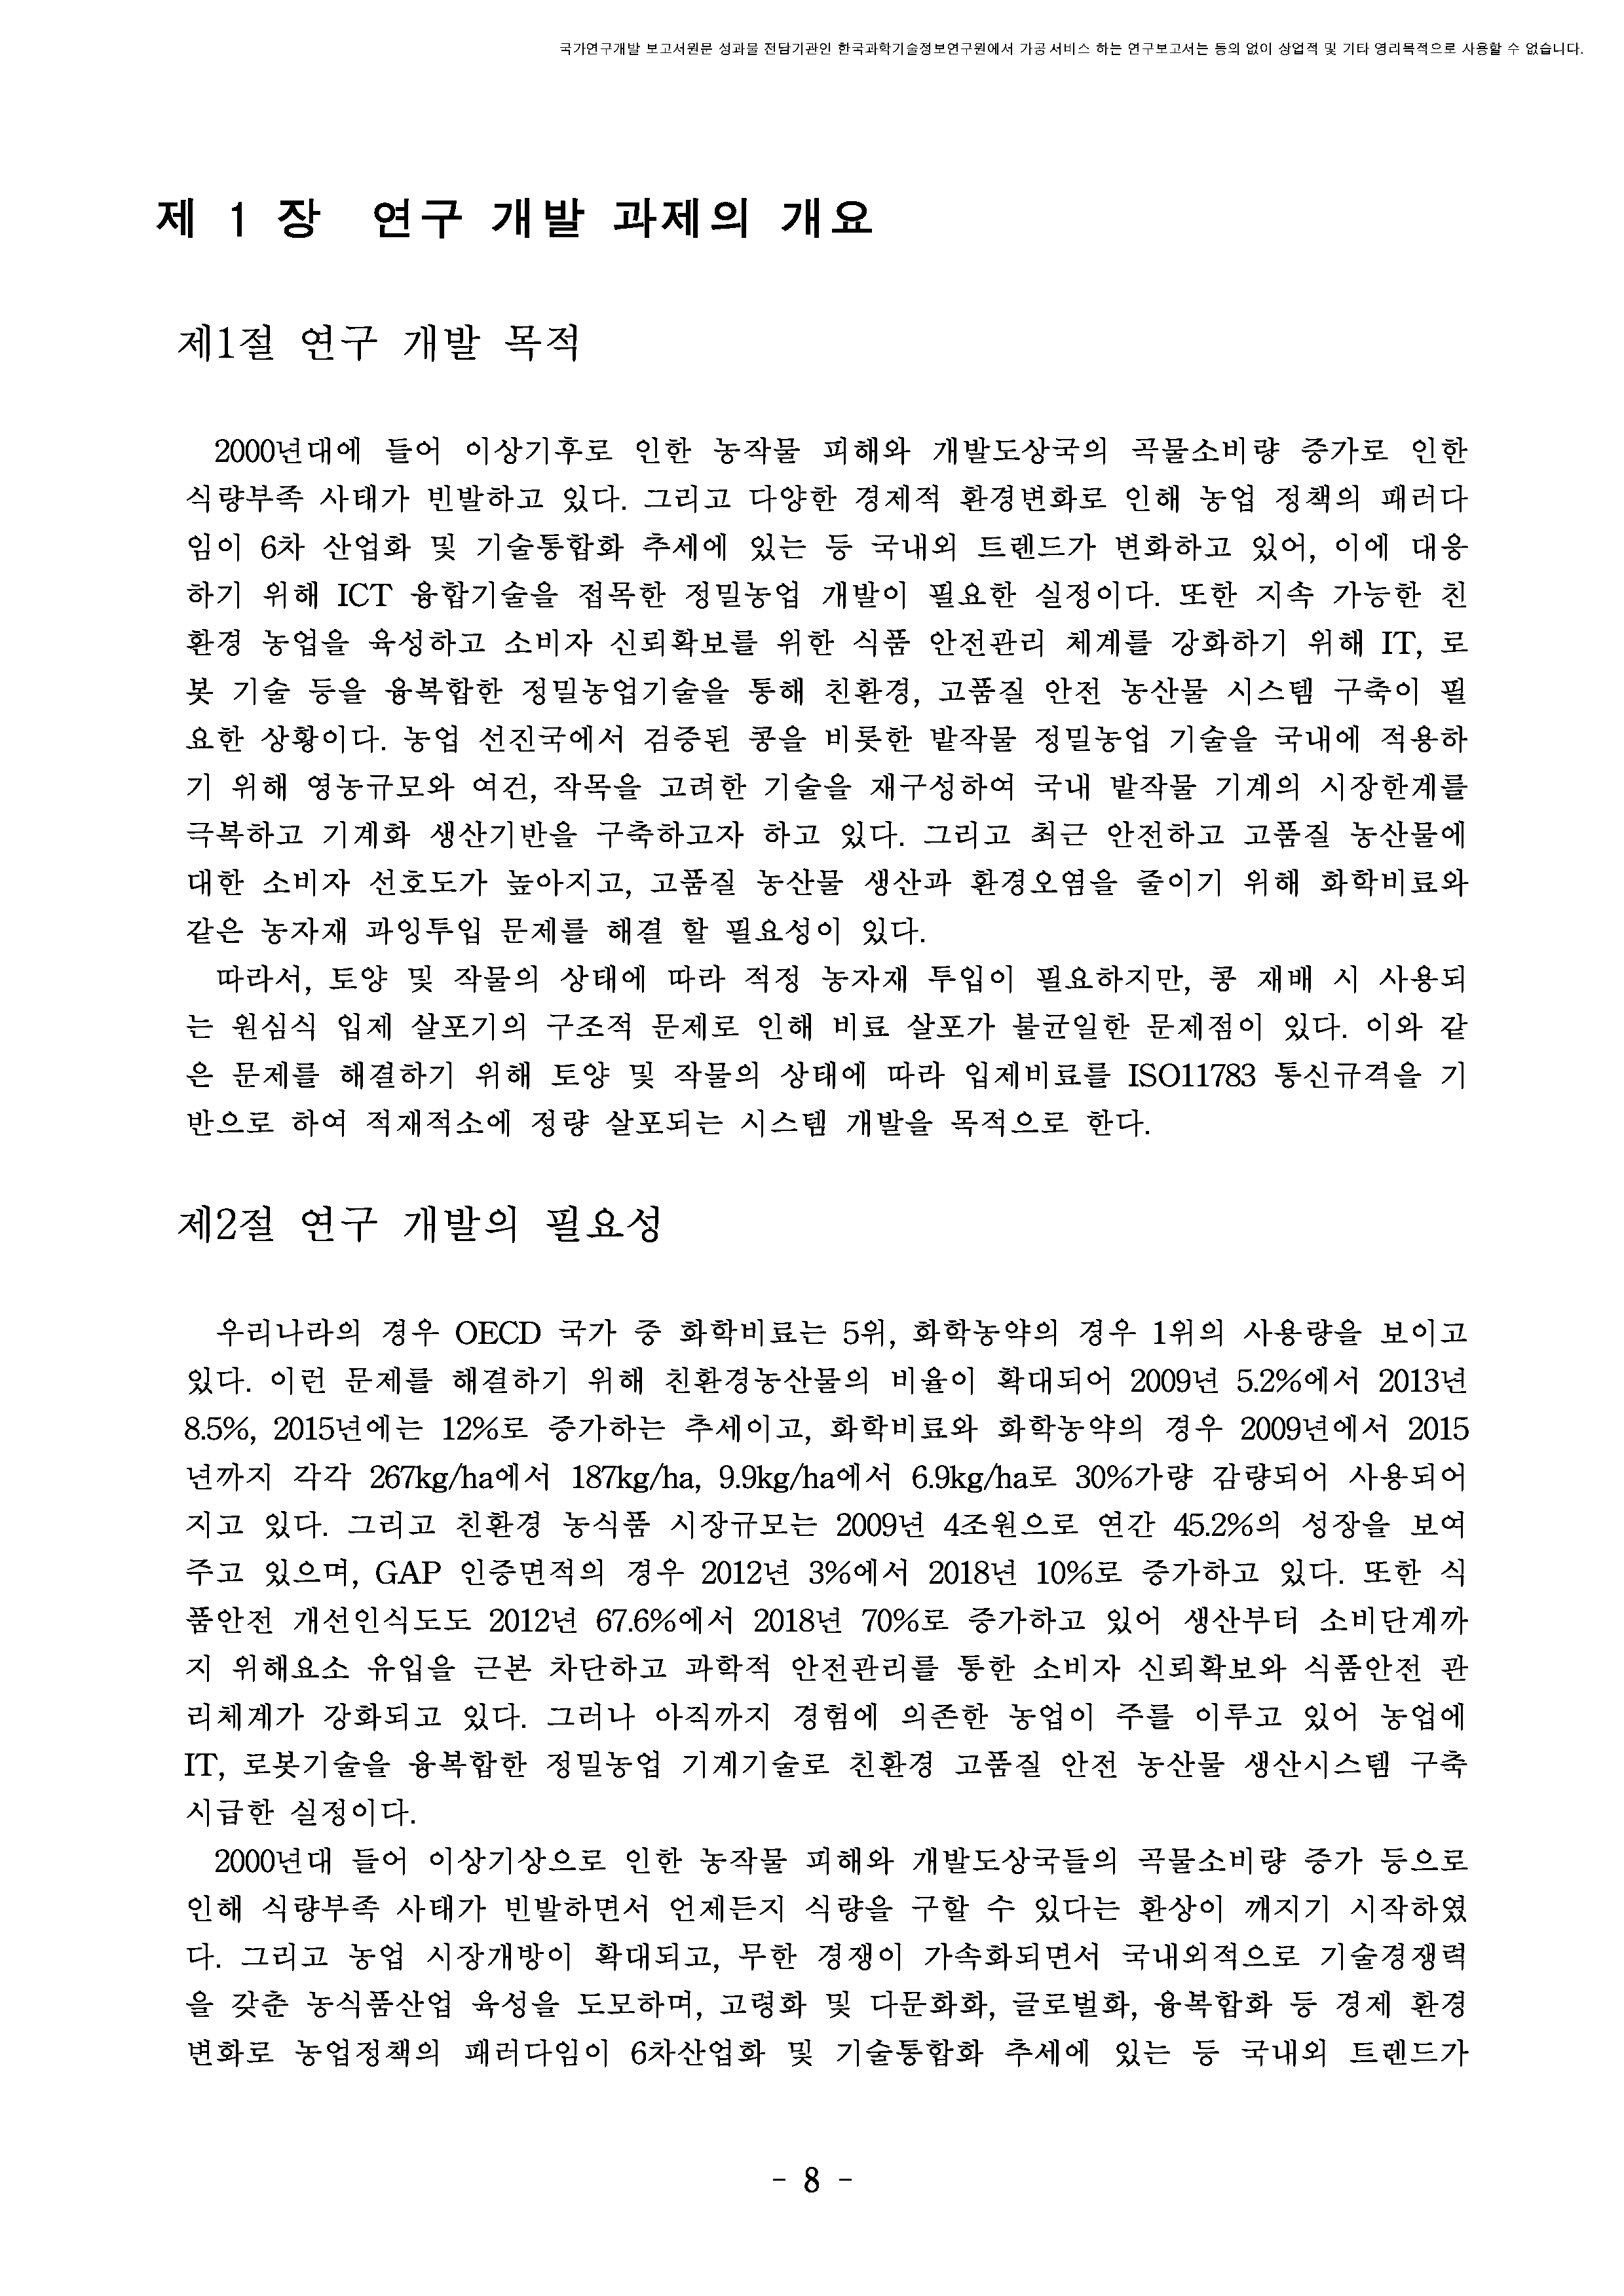 국가연구개발 보고서원문 성과물 전담기관인 한국과학기술정보연구원에서 가공·서비스 하는 연구보고서는 동의 없이 상업적 및 기타 영리목적으로 사용할 수 없습니다.
제 1 장 연구 개발 과제의 개요
제1절 연구 개발 목적
2000년대에 들어 이상기후로 인한 농작물 피해와 개발도상국의 곡물소비량 증가로 인한
식량부족 사태가 빈발하고 있다. 그리고 다양한 경제적 환경변화로 인해 농업 정책의 패러다
임이 6차 산업화 및 기술통합화 추세에 있는 등 국내외 트렌드가 변화하고 있어, 이에 대응
하기 위해 ICT 융합기술을 접목한 정밀농업 개발이 필요한 실정이다. 또한 지속 가능한 친
환경 농업을 육성하고 소비자 신뢰확보를 위한 식품 안전관리 체계를 강화하기 위해 IT, 로
봇 기술 등을 융복합한 정밀농업기술을 통해 친환경, 고품질 안전 농산물 시스템 구축이 필
요한 상황이다. 농업 선진국에서 검증된 콩을 비롯한 밭작물 정밀농업 기술을 국내에 적용하
기 위해 영농규모와 여건, 작목을 고려한 기술을 재구성하여 국내 밭작물 기계의 시장한계를
극복하고 기계화 생산기반을 구축하고자 하고 있다. 그리고 최근 안전하고 고품질 농산물에
대한 소비자 선호도가 높아지고, 고품질 농산물 생산과 환경오염을 줄이기 위해 화학비료와
같은 농자재 과잉투입 문제를 해결 할 필요성이 있다.
따라서, 토양 및 작물의 상태에 따라 적정 농자재 투입이 필요하지만, 콩 재배 시 사용되
는 원심식 입제 살포기의 구조적 문제로 인해 비료 살포가 불균일한 문제점이 있다. 이와 같
은 문제를 해결하기 위해 토양 및 작물의 상태에 따라 입제비료를 ISO11783 통신규격을 기
반으로 하여 적재적소에 정량 살포되는 시스템 개발을 목적으로 한다.
제2절 연구 개발의 필요성
우리나라의 경우 OECD 국가 중 화학비료는 5위, 화학농약의 경우 1위의 사용량을 보이고
있다. 이런 문제를 해결하기 위해 친환경농산물의 비율이 확대되어 2009년 5.2%에서 2013년
8.5%, 2015년에는 12%로 증가하는 추세이고, 화학비료와 화학농약의 경우 2009년에서 2015
년까지 각각 267kg/ha에서 187kg/ha, 9.9kg/ha에서 6.9kg/ha로 30%가량 감량되어 사용되어
지고 있다. 그리고 친환경 농식품 시장규모는 2009년 4조원으로 연간 45.2%의 성장을 보여
주고 있으며, GAP 인증면적의 경우 2012년 3%에서 2018년 10%로 증가하고 있다. 또한 식
품안전 개선인식도도 2012년 67.6%에서 2018년 70%로 증가하고 있어 생산부터 소비단계까
지 위해요소 유입을 근본 차단하고 과학적 안전관리를 통한 소비자 신뢰확보와 식품안전 관
리체계가 강화되고 있다. 그러나 아직까지 경험에 의존한 농업이 주를 이루고 있어 농업에
IT, 로봇기술을 융복합한 정밀농업 기계기술로 친환경 고품질 안전 농산물 생산시스템 구축
시급한 실정이다.
2000년대 들어 이상기상으로 인한 농작물 피해와 개발도상국들의 곡물소비량 증가 등으로
인해 식량부족 사태가 빈발하면서 언제든지 식량을 구할 수 있다는 환상이 깨지기 시작하였
다. 그리고 농업 시장개방이 확대되고, 무한 경쟁이 가속화되면서 국내외적으로 기술경쟁력
을 갖춘 농식품산업 육성을 도모하며, 고령화 및 다문화화, 글로벌화, 융복합화 등 경제 환경
변화로 농업정책의 패러다임이 6차산업화 및 기술통합화 추세에 있는 등 국내외 트렌드가
- 8 -